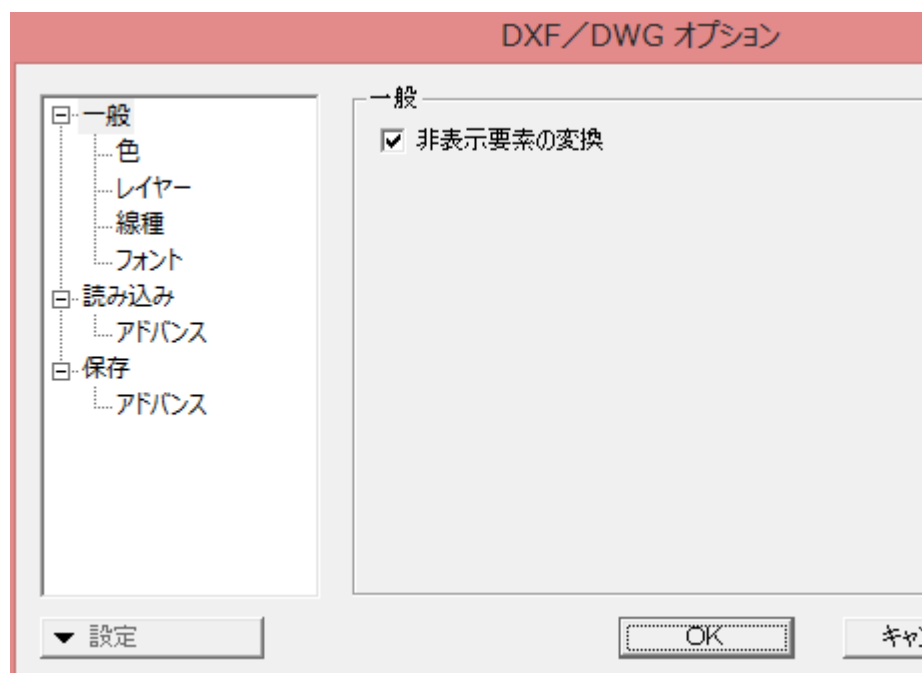 DXF／DWG オプション
一般
色
レイヤー
線種
フォント
読み込み
アドバンス
保存
アドバンス
一般
非表示要素の変換
▼ 設定
OK